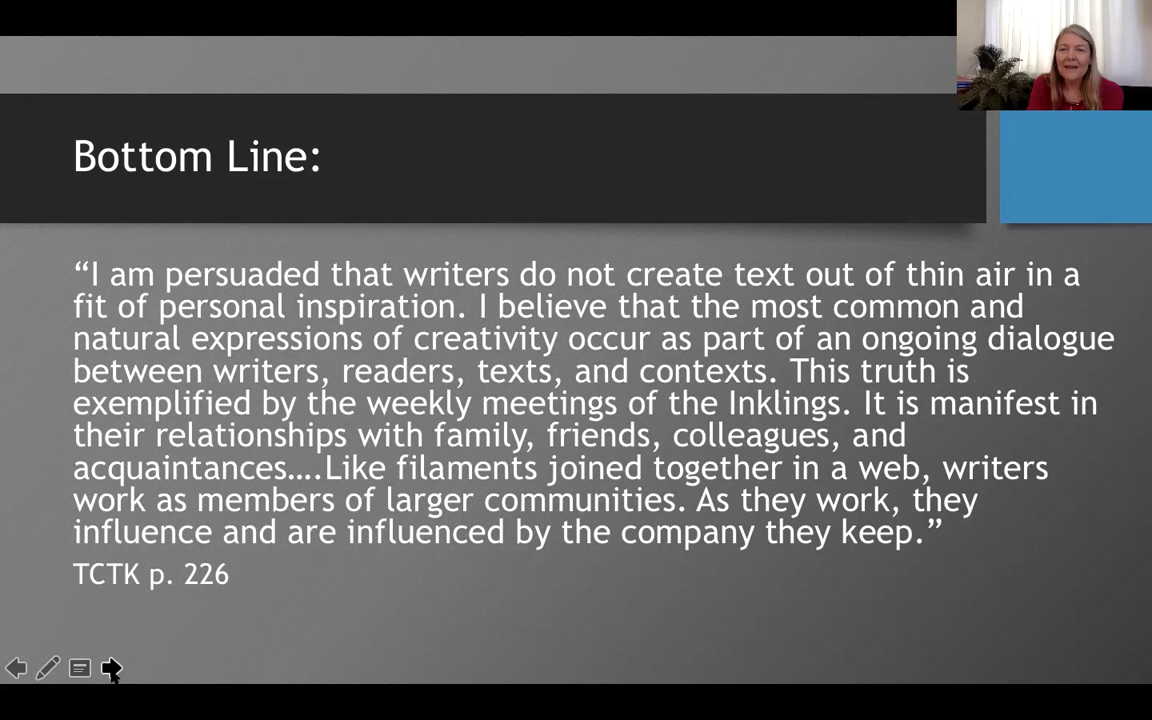 Bottom Line:
“I am persuaded that writers do not create text out of thin air in a
fit of personal inspiration. I believe that the most common and
natural expressions of creativity occur as part of an ongoing dialogue
between writers, readers, texts, and contexts. This truth is
exemplified by the weekly meetings of the Inklings. It is manifest in
their relationships with family, friends, colleagues, and
acquaintances….Like filaments joined together in a web, writers
work as members of larger communities. As they work, they
influence and are influenced by the company they keep.”
TCTK p. 226